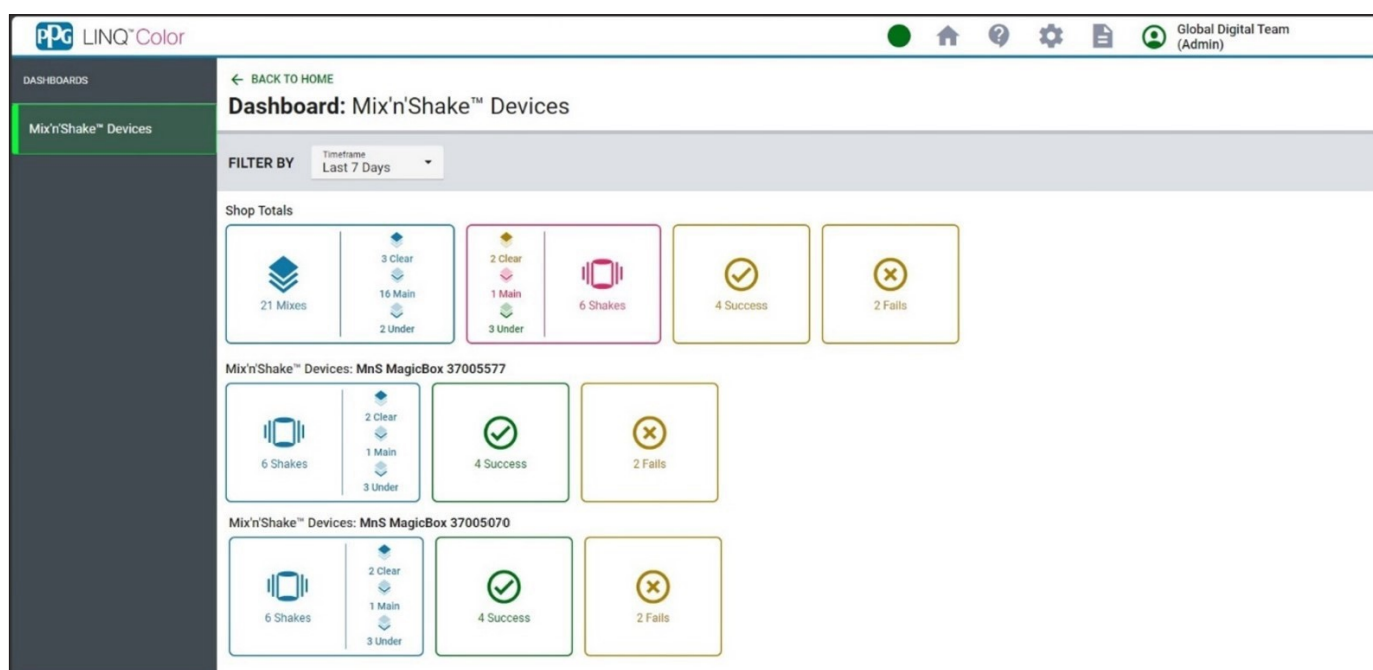 PPG LINQ™Color
Global Digital Team
(Admin)
DASHBOARDS
Mix'n'Shake™ Devices
← BACK TO HOME
Dashboard: Mix'n'Shake™ Devices
FILTER BY
Timeframe
Last 7 Days
Shop Totals
21 Mixes
3 Clear
16 Main
2 Under
2 Clear
1 Main
3 Under
6 Shakes
4 Success
2 Fails
Mix'n'Shake™ Devices: MnS MagicBox 37005577
6 Shakes
2 Clear
1 Main
3 Under
4 Success
2 Fails
Mix'n'Shake™ Devices: MnS MagicBox 37005070
6 Shakes
2 Clear
1 Main
3 Under
4 Success
2 Fails